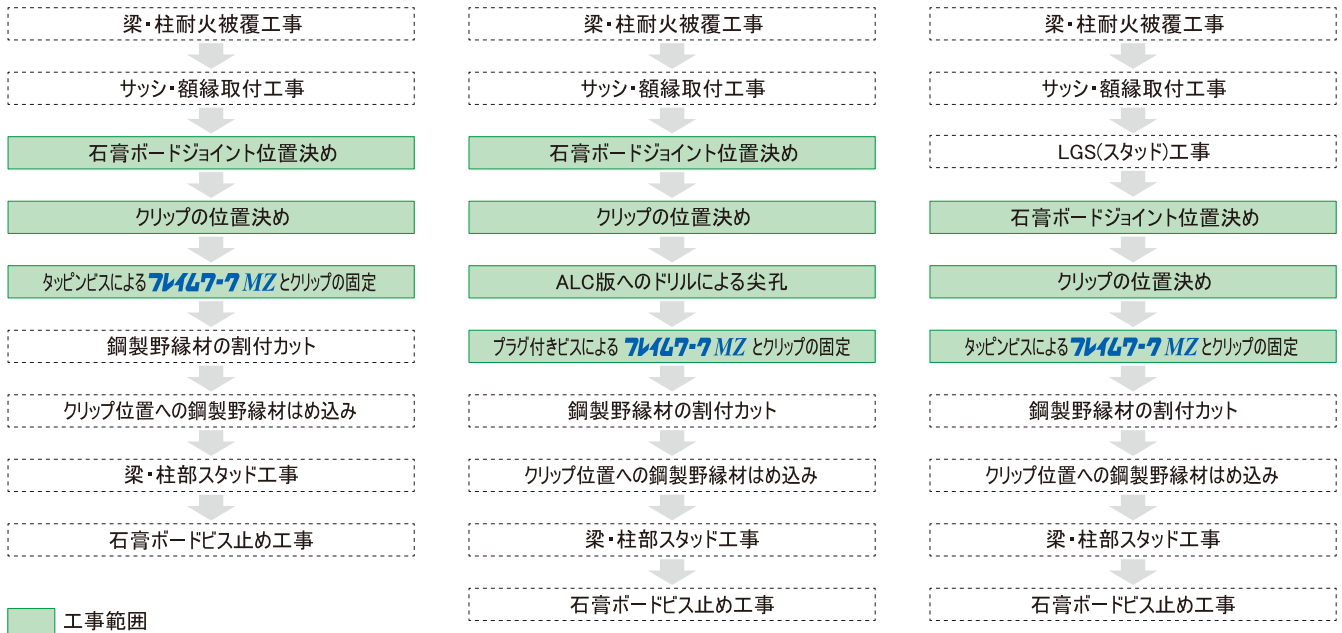 梁・柱耐火被覆工事
サッシ・額縁取付工事
石膏ボードジョイント位置決め
クリップの位置決め
タッピンビスによるフレイムワークMZとクリップの固定
鋼製野縁材の割付カット
クリップ位置への鋼製野縁材はめ込み
梁・柱部スタッド工事
石膏ボードビス止め工事
梁・柱耐火被覆工事
サッシ・額縁取付工事
石膏ボードジョイント位置決め
クリップの位置決め
ALC版へのドリルによる尖孔
プラグ付きビスによる フレイムワーク MZ とクリップの固定
鋼製野縁材の割付カット
クリップ位置への鋼製野縁材はめ込み
梁・柱部スタッド工事
石膏ボードビス止め工事
梁・柱耐火被覆工事
サッシ・額縁取付工事
LGS(スタッド)工事
石膏ボードジョイント位置決め
クリップの位置決め
タッピンビスによるフレイムワーク MZ とクリップの固定
鋼製野縁材の割付カット
クリップ位置への鋼製野縁材はめ込み
梁・柱部スタッド工事
石膏ボードビス止め工事
工事範囲